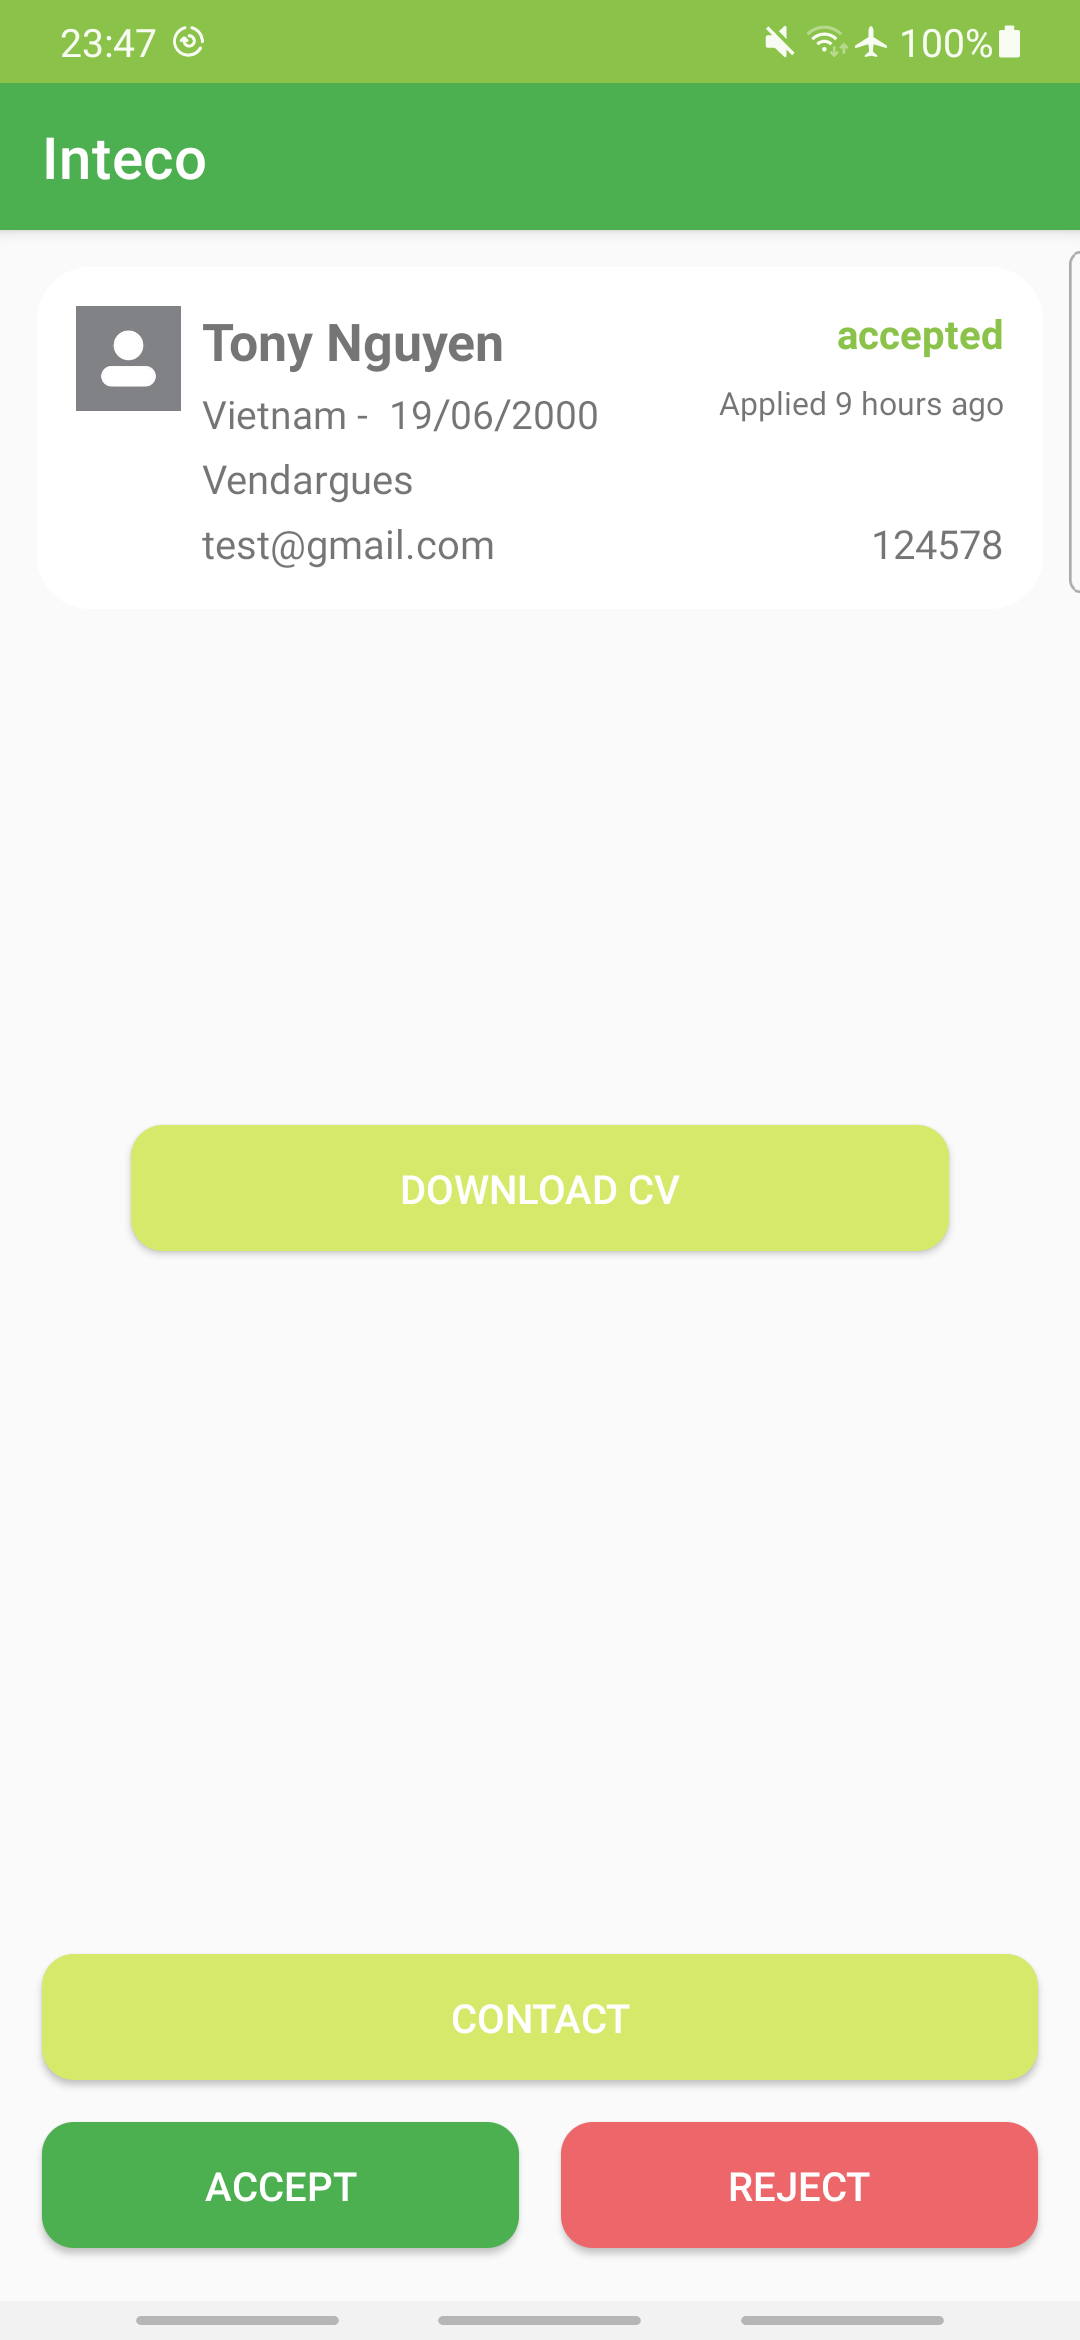 23:47 100%
Inteco
Tony Nguyen accepted
Vietnam - 19/06/2000 Applied 9 hours ago
Vendargues
test@gmail.com 124578
DOWNLOAD CV
CONTACT
ACCEPT REJECT